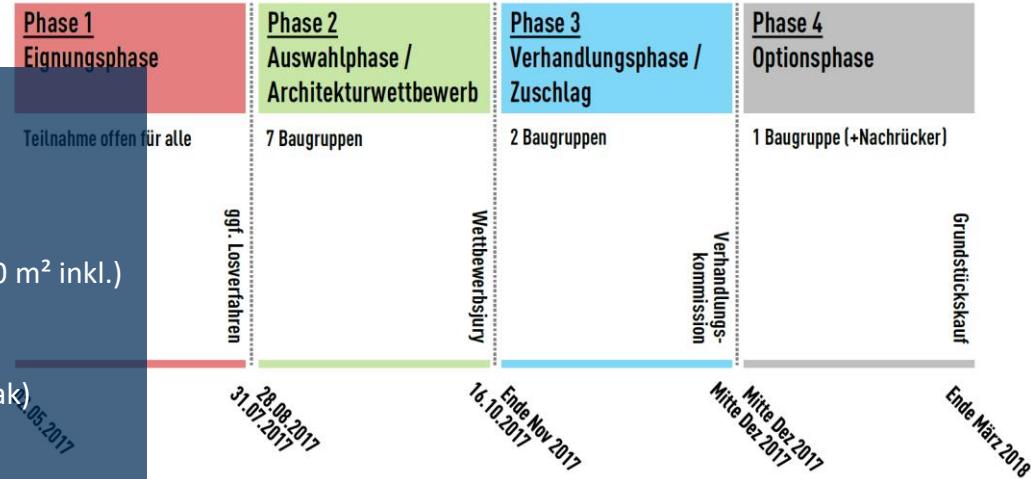 Phase 1
Eignungsphase
Teilnahme offen für alle
ggf. Losverfahren
Phase 2
Auswahlphase /
Architekturwettbewerb
7 Baugruppen
Wettbewerbsjury
Phase 3
Verhandlungsphase /
Zuschlag
2 Baugruppen
Verhandlungs-
kommission
Phase 4
Optionsphase
1 Baugruppe (+Nachrücker)
Grundstückskauf
m² inkl.)
.05.2017
31.07.2017
28.08.2017
16.10.2017
Ende Nov 2017
Mitte Dez 2017
Mitte Dez 2017
Ende März 2018